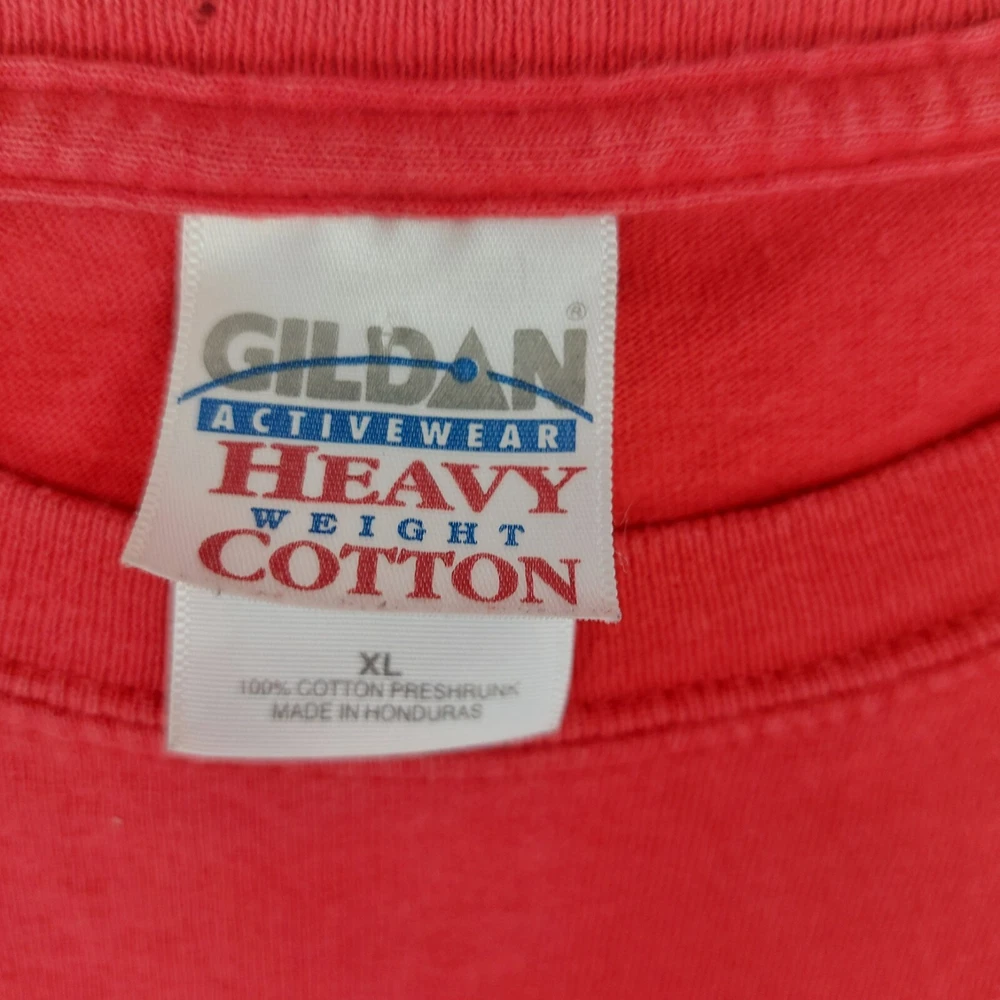 GILDAN®
ACTIVEWEAR
HEAVY
WEIGHT
COTTON
XL
100% COTTON PRESHRUNK
MADE IN HONDURAS